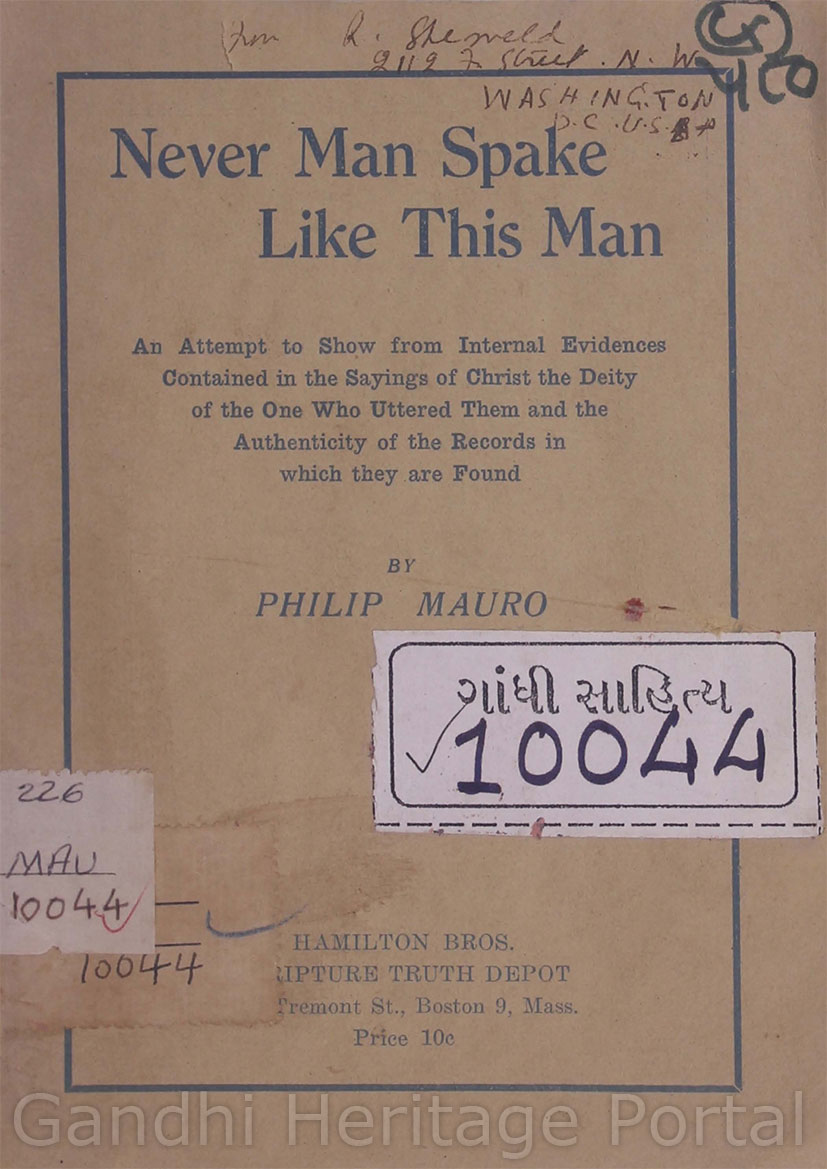 from R.
2112 F Street. N. W
WASHINGTON
D.C. U.S.A
Never Man Spake
Like This Man
An Attempt to Show from Internal Evidences
Contained in the Sayings of Christ the Deity
of the One Who Uttered Them and the
Authenticity of the Records in
which they are Found
BY
PHILIP MAURO
ગાંધી સાહિત્ય
10044
226
MAU
10044
10044
HAMILTON BROS.
RIPTURE TRUTH DEPOT
Tremont St., Boston 9, Mass.
Price 10c
Gandhi Heritage Portal